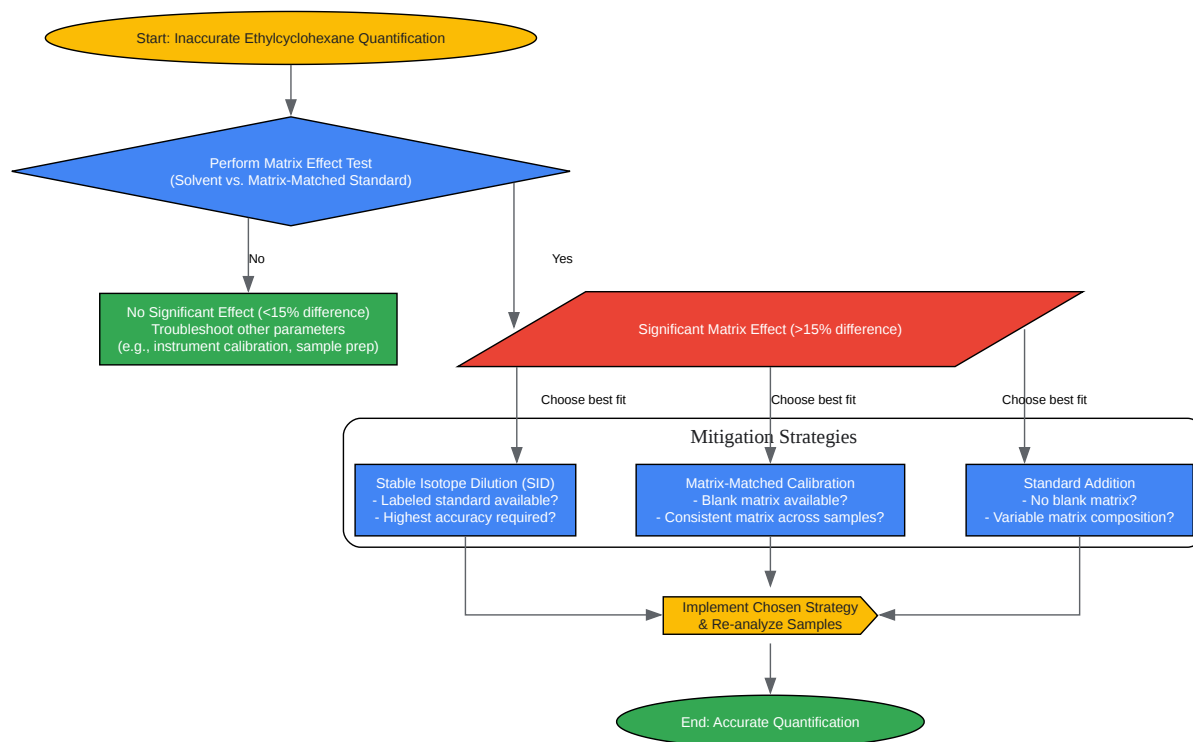 Start: Inaccurate Ethylcyclohexane Quantification
Perform Matrix Effect Test
(Solvent vs. Matrix-Matched Standard)
No
Yes
No Significant Effect (<15% difference)
Troubleshoot other parameters
(e.g., instrument calibration, sample prep)
Significant Matrix Effect (>15% difference)
Choose best fit
Choose best fit
Choose best fit
Mitigation Strategies
Stable Isotope Dilution (SID)
- Labeled standard available?
- Highest accuracy required?
Matrix-Matched Calibration
- Blank matrix available?
- Consistent matrix across samples?
Standard Addition
- No blank matrix?
- Variable matrix composition?
Implement Chosen Strategy
& Re-analyze Samples
End: Accurate Quantification